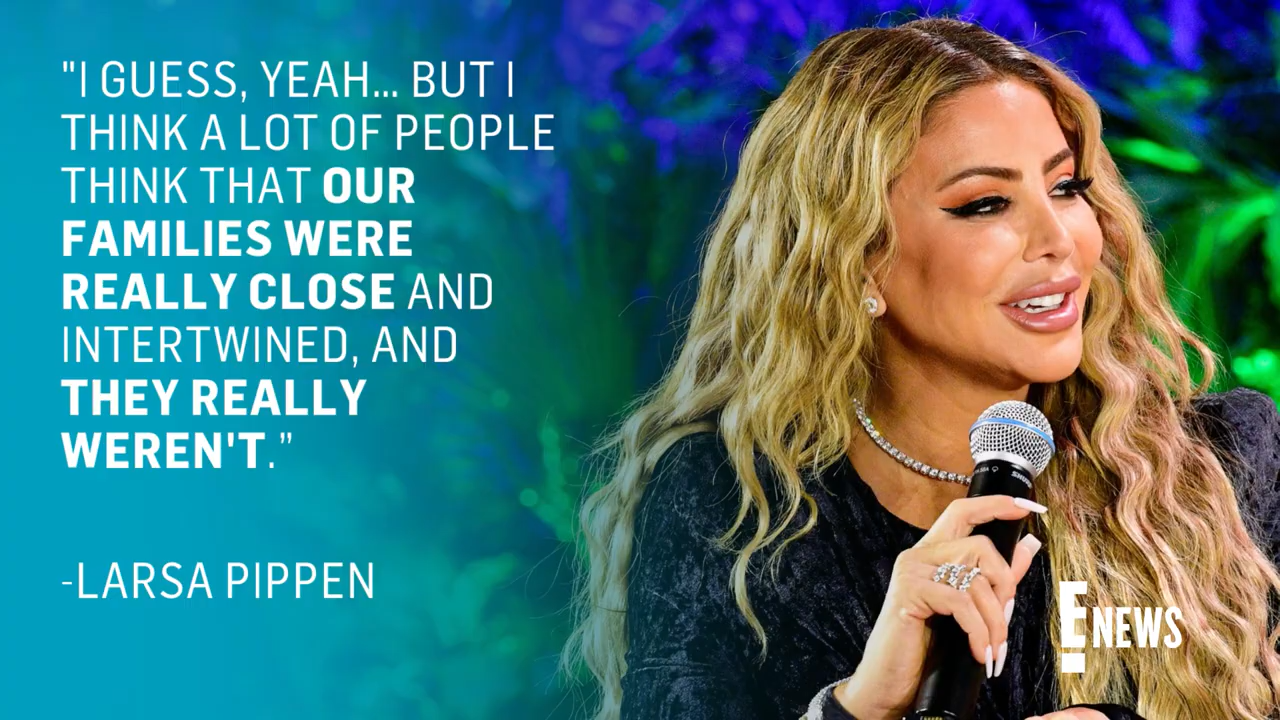 "I GUESS, YEAH... BUT I
THINK A LOT OF PEOPLE
THINK THAT OUR
FAMILIES WERE
REALLY CLOSE AND
INTERTWINED, AND
THEY REALLY
WEREN'T.”
-LARSA PIPPEN
E! NEWS